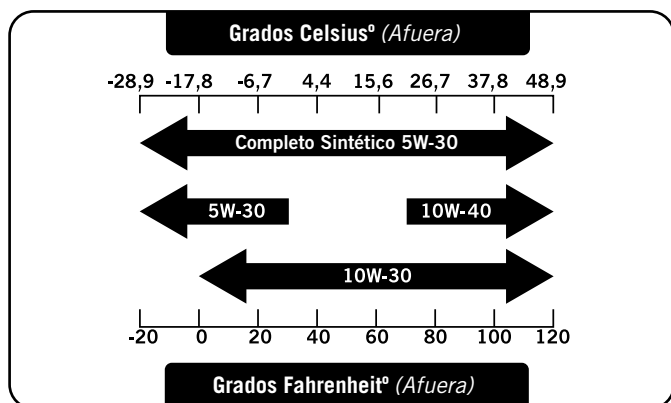 Grados Celsiusº (Afuera)
-28,9 -17,8 -6,7 4,4 15,6 26,7 37,8 48,9
Completo Sintético 5W-30
5W-30 10W-40
10W-30
-20 0 20 40 60 80 100 120
Grados Fahrenheitº (Afuera)